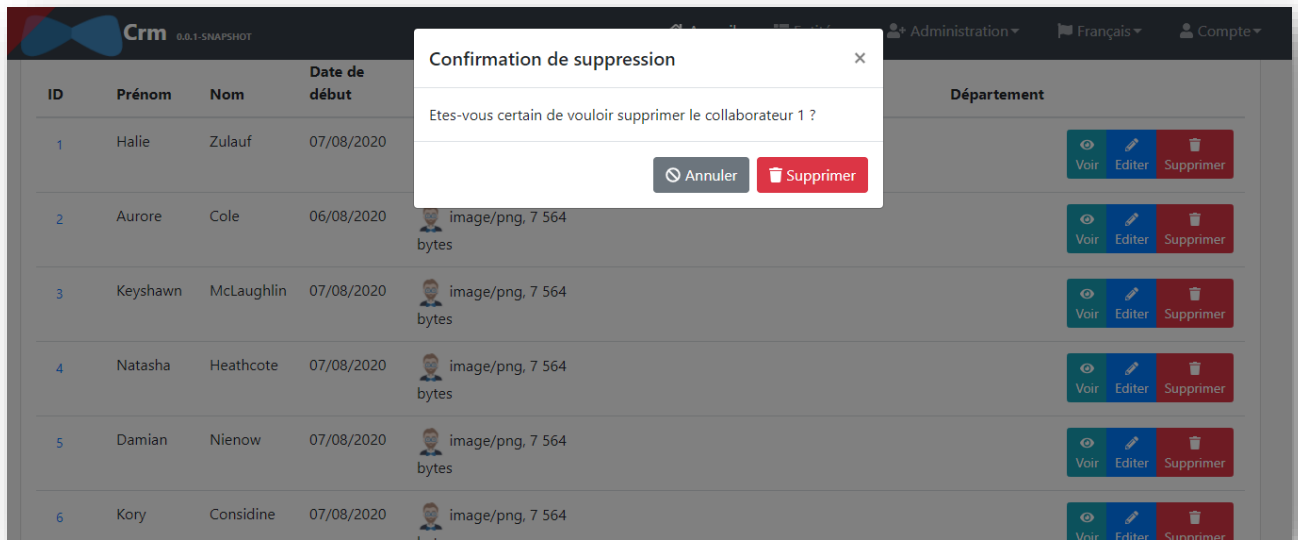 Crm 0.0.1-SNAPSHOT Administration Français Compte
Confirmation de suppression ×
Etes-vous certain de vouloir supprimer le collaborateur 1 ?
Annuler Supprimer
ID Prénom Nom Date de début Département
1 Halie Zulauf 07/08/2020 Voir Editer Supprimer
2 Aurore Cole 06/08/2020 image/png, 7 564 bytes Voir Editer Supprimer
3 Keyshawn McLaughlin 07/08/2020 image/png, 7 564 bytes Voir Editer Supprimer
4 Natasha Heathcote 07/08/2020 image/png, 7 564 bytes Voir Editer Supprimer
5 Damian Nienow 07/08/2020 image/png, 7 564 bytes Voir Editer Supprimer
6 Kory Considine 07/08/2020 image/png, 7 564 Voir Editer Supprimer